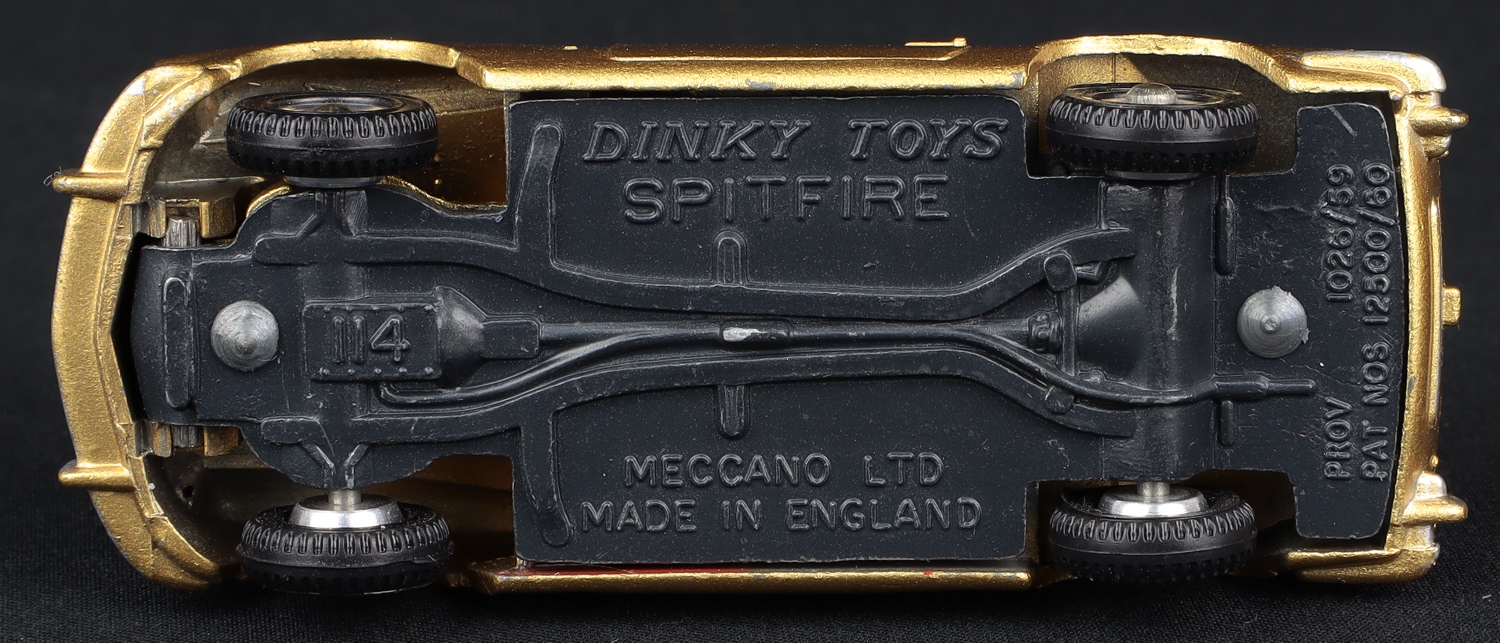 DINKY TOYS
SPITFIRE
114
MECCANO LTD
MADE IN ENGLAND
PROV 1026/59
PAT NOS 12500/60